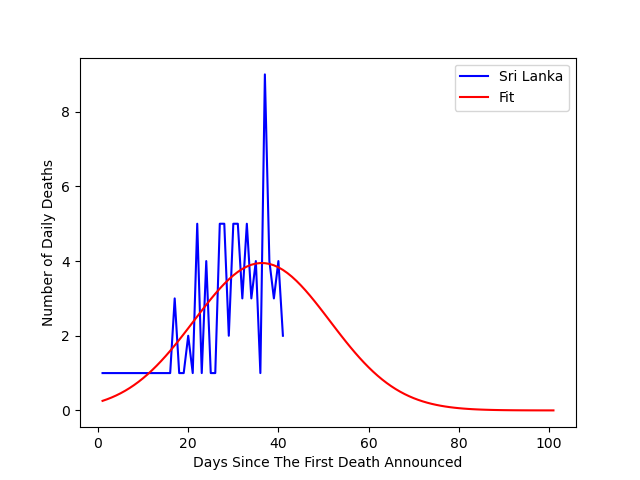 Sri Lanka
Fit
Number of Daily Deaths
8
6
4
2
0
0 20 40 60 80 100
Days Since The First Death Announced